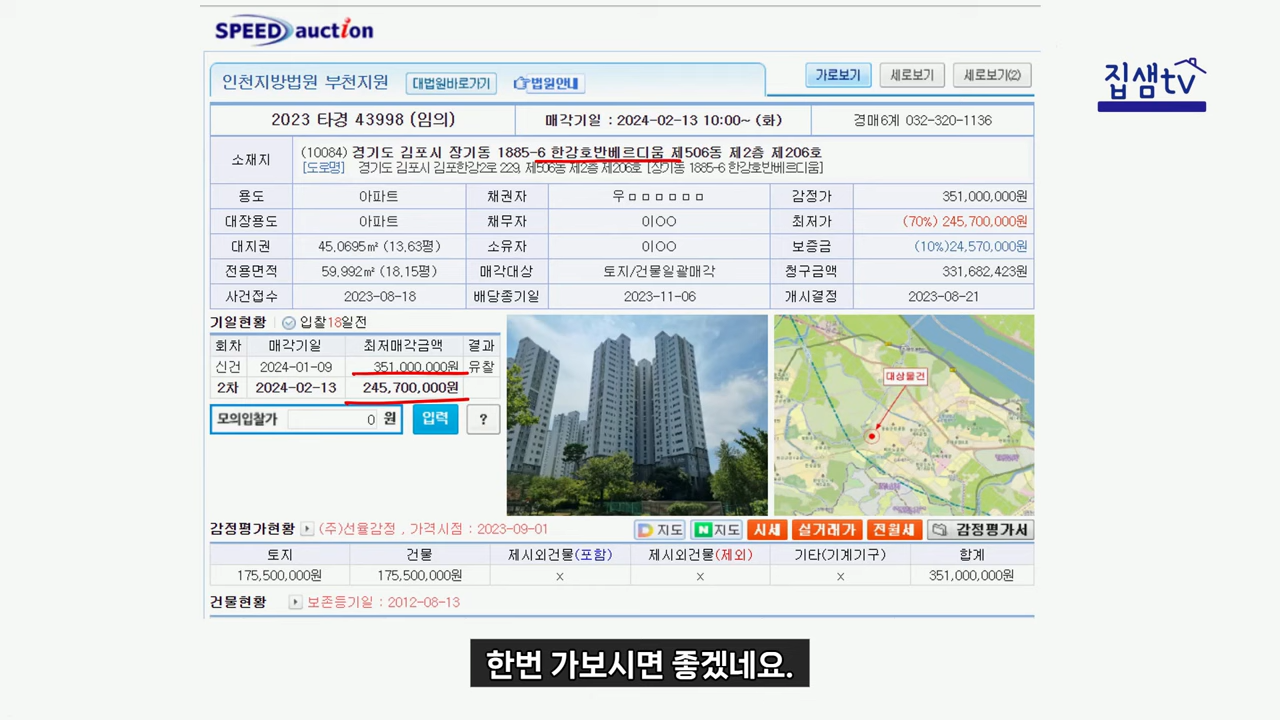 SPEED auction
집샘tv
인천지방법원 부천지원 대법원바로가기 법원안내 가로보기 세로보기 세로보기(2)
2023 타경 43998 (임의) 매각기일 : 2024-02-13 10:00~ (화) 경매6계 032-320-1136
소재지 (10084) 경기도 김포시 장기동 1885-6 한강호반베르디움 제506동 제2층 제206호
[도로명] 경기도 김포시 김포한강2로 229, 제506동 제2층 제206호 [장기동 1885-6 한강호반베르디움]
용도 아파트 채권자 우ㅁㅁㅁㅁㅁㅁ 감정가 351,000,000원
대장용도 아파트 채무자 이○○ 최저가 (70%) 245,700,000원
대지권 45.0695㎡ (13.63평) 소유자 이○○ 보증금 (10%)24,570,000원
전용면적 59.992㎡ (18.15평) 매각대상 토지/건물일괄매각 청구금액 331,682,423원
사건접수 2023-08-18 배당종기일 2023-11-06 개시결정 2023-08-21
기일현황 입찰18일전
회차 매각기일 최저매각금액 결과
신건 2024-01-09 351,000,000원 유찰
2차 2024-02-13 245,700,000원
모의입찰가 0 원 입력 ?
대상물건
감정평가현황 (주)선율감정 , 가격시점 : 2023-09-01 D 지도 N 지도 시세 실거래가 전월세 감정평가서
토지 건물 제시외건물(포함) 제시외건물(제외) 기타(기계기구) 합계
175,500,000원 175,500,000원 x x x 351,000,000원
건물현황 보존등기일 : 2012-08-13
한번 가보시면 좋겠네요.